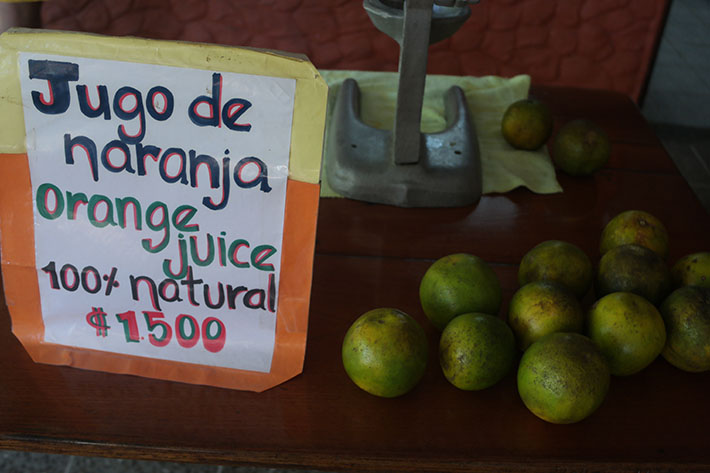 Jugo de
naranja
orange
juice
100% natural
₡1500